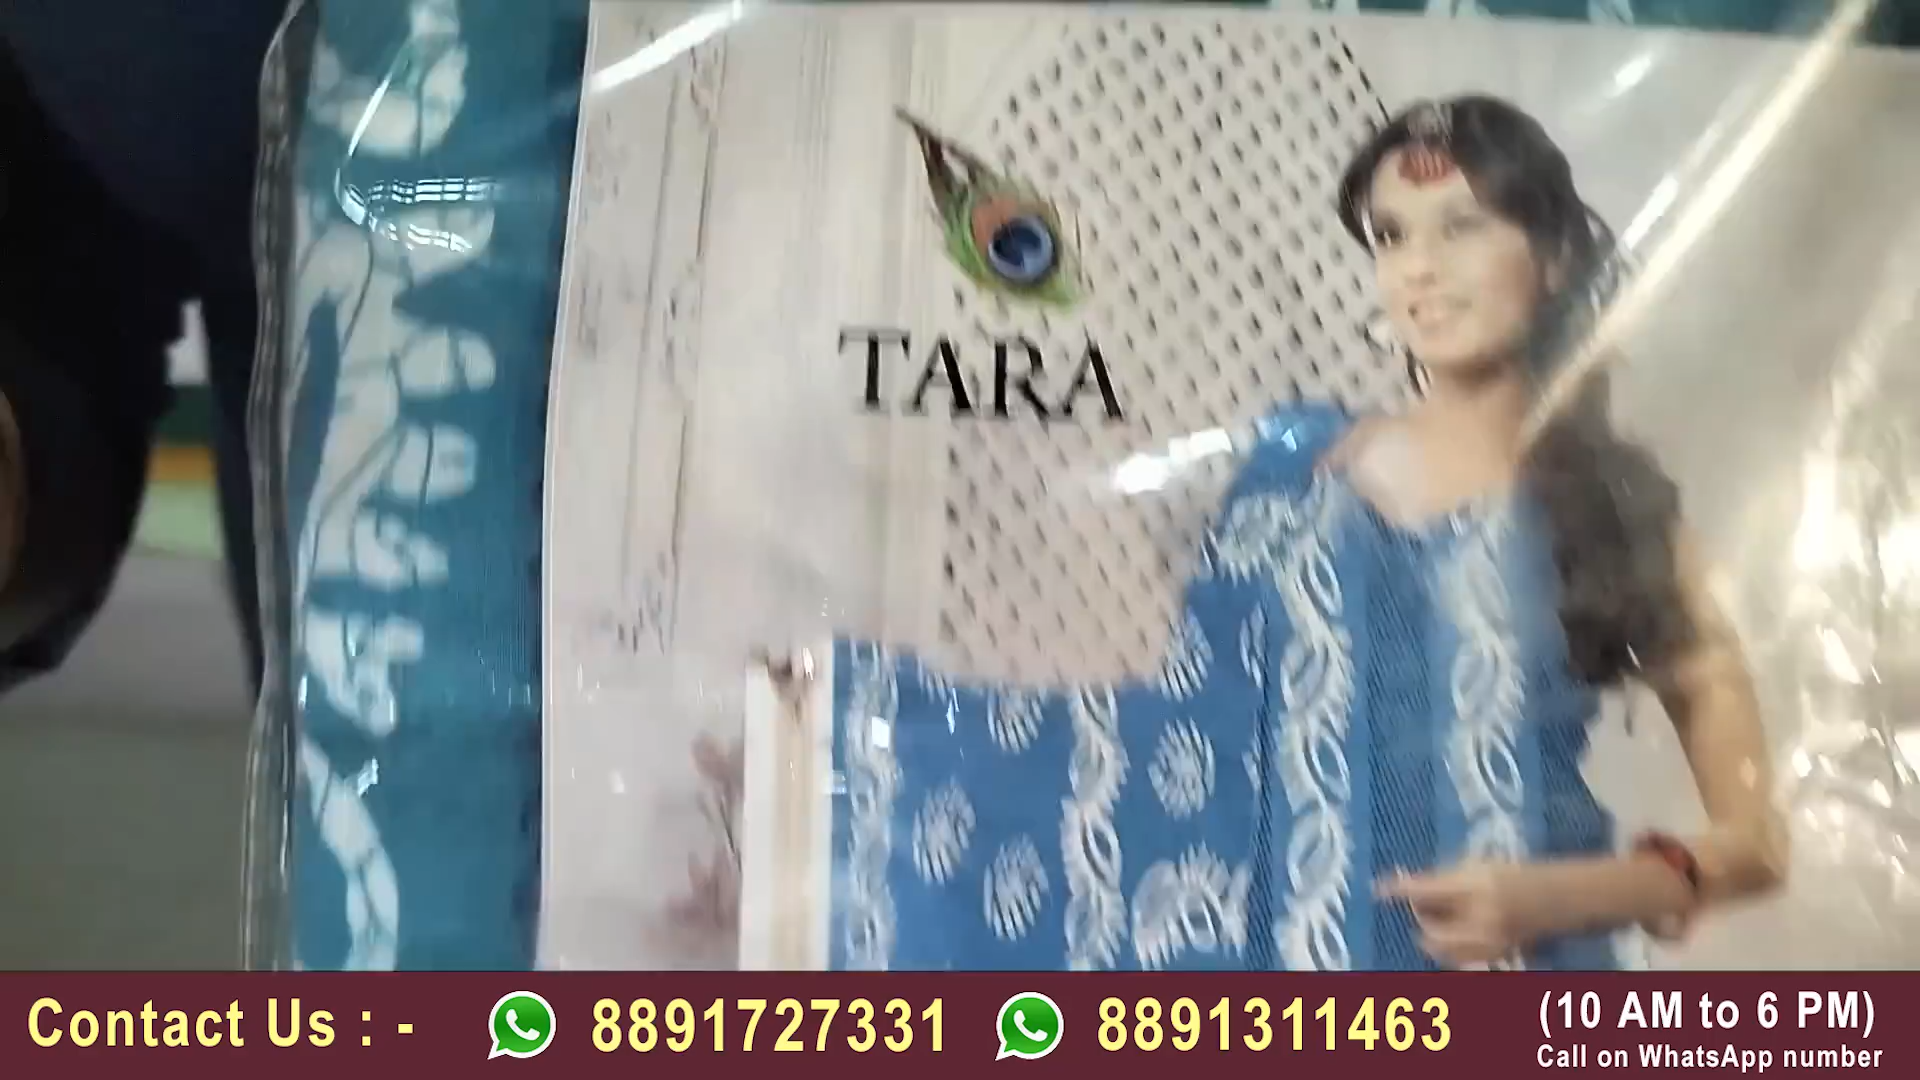 TARA
Contact Us : - 8891727331 8891311463 (10 AM to 6 PM)
Call on WhatsApp number